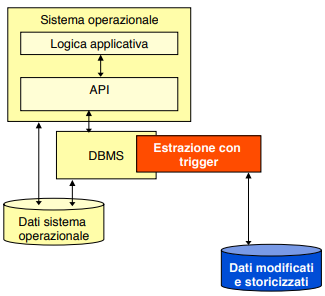 Sistema operazionale
Logica applicativa
API
DBMS
Estrazione con
trigger
Dati sistema
operazionale
Dati modificati
e storicizzati